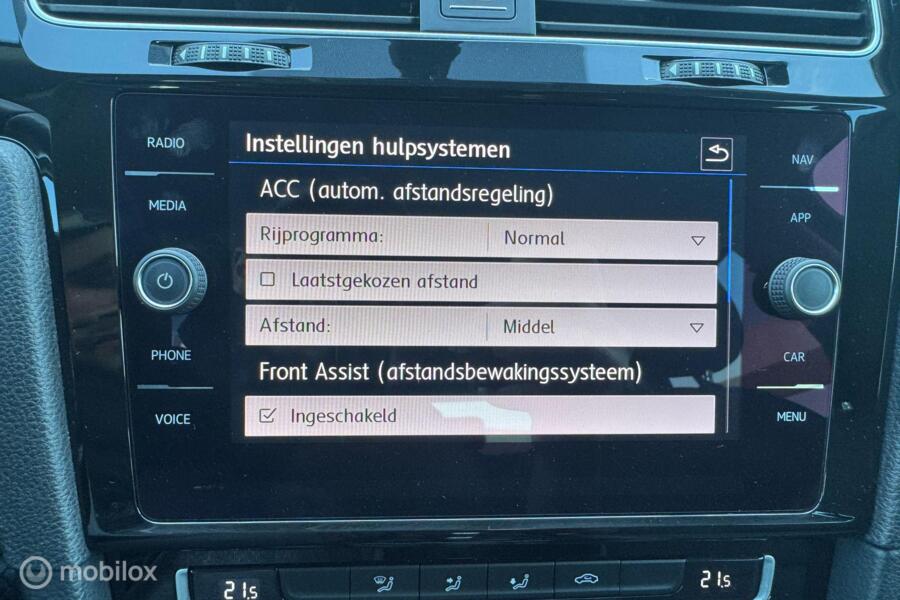 RADIO
MEDIA
PHONE
VOICE
Instellingen hulpsystemen
ACC (autom. afstandsregeling)
Rijprogramma: Normal
Laatstgekozen afstand
Afstand: Middel
Front Assist (afstandsbewakingssysteem)
Ingeschakeld
NAV
APP
CAR
MENU
21.5
21.5
mobilox